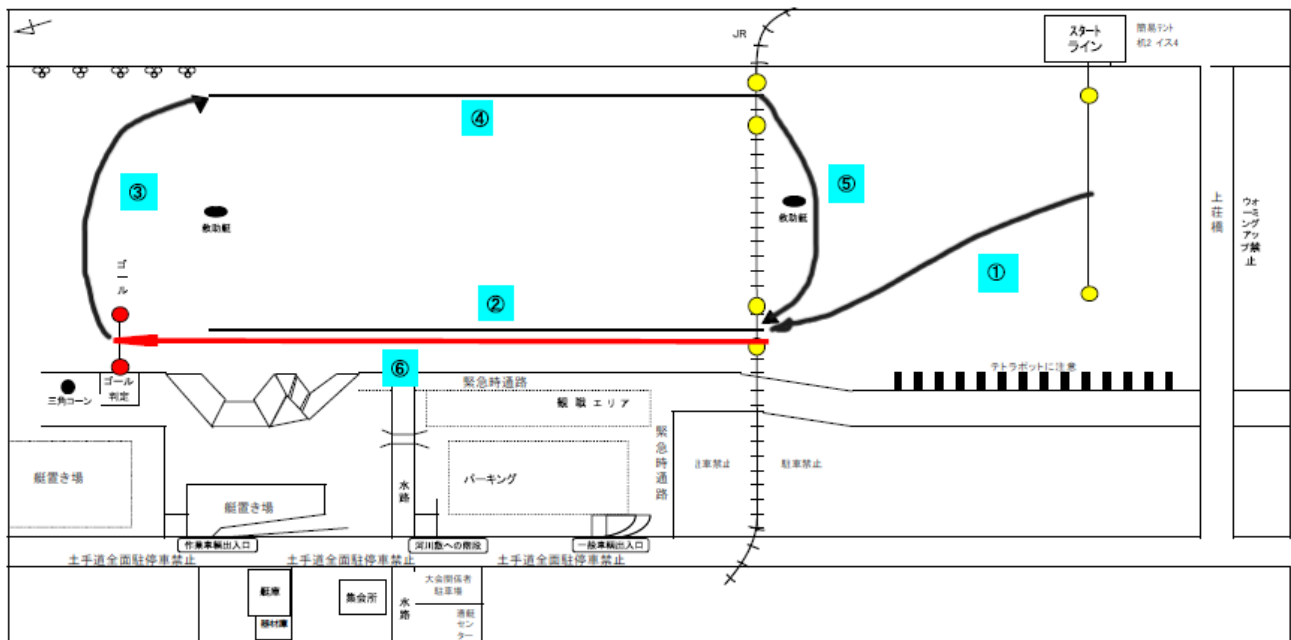 JR
スタート
ライン
簡易テント
机2 イス4
④
③
⑤
救助艇
救助艇
上荘橋
ウォーミングアップ禁止
①
ゴール
②
⑥
緊急時通路
テトラポットに注意
三角コーン
ゴール
判定
観戦エリア
緊急時通路
駐車禁止
駐車禁止
艇置き場
パーキング
水路
艇置き場
作業車輌出入口
河川敷への階段
一般車輌出入口
土手道全面駐停車禁止
土手道全面駐停車禁止
土手道全面駐停車禁止
艇庫
器材庫
集会所
水路
大会関係者
駐車場
漕艇
セン
ター